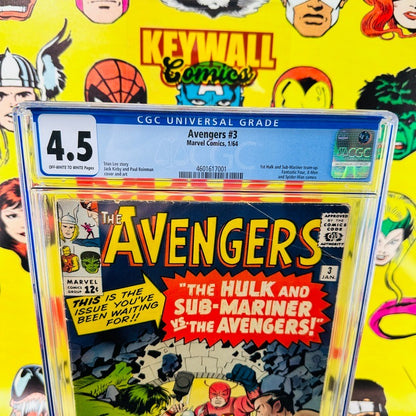 KEYWALL
Comics
CGC UNIVERSAL GRADE
4.5
OFF-WHITE TO WHITE Pages
Avengers #3
Marvel Comics, 1/64
Stan Lee story
Jack Kirby and Paul Reinman
cover and art
4601617001
1st Hulk and Sub-Mariner team-up.
Fantastic Four, X-Men
and Spider-Man cameo.
CGC
THE AVENGERS
APPROVED
BY THE
COMICS
CODE
AUTHORITY
MARVEL
COMICS
GROUP
12¢
3
JAN.
THIS IS THE
ISSUE YOU'VE
BEEN WAITING
FOR!!
"THE HULK AND
SUB-MARINER
VS. THE AVENGERS!"